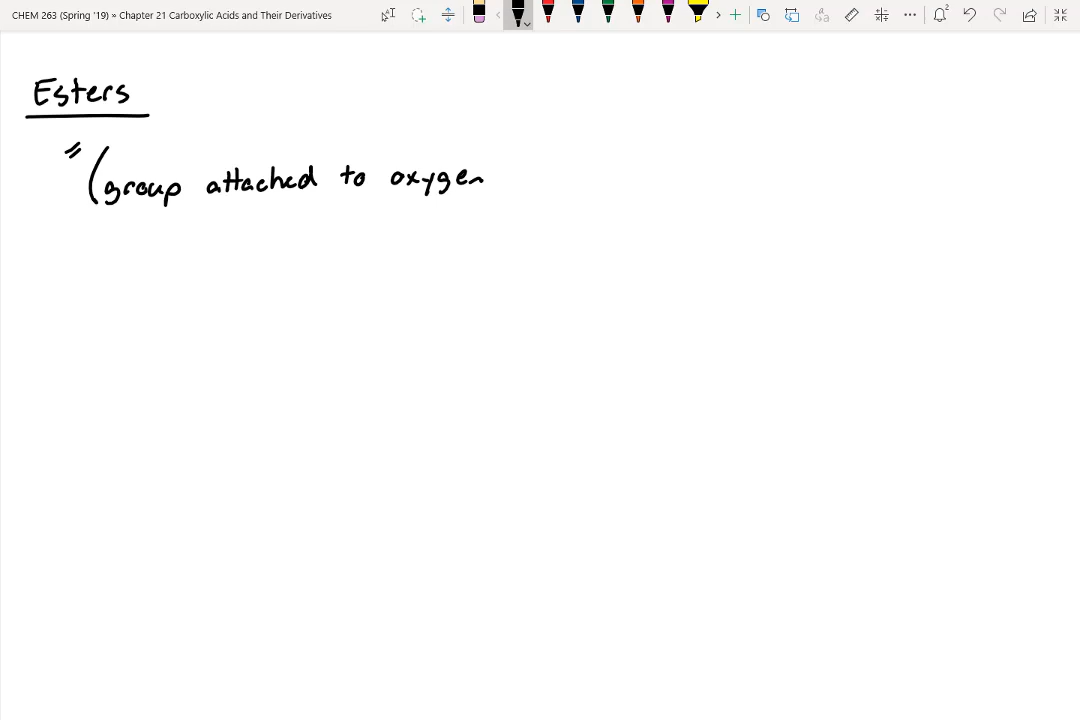 CHEM 263 (Spring '19) » Chapter 21 Carboxylic Acids and Their Derivatives
Esters
"(group attached to oxygen